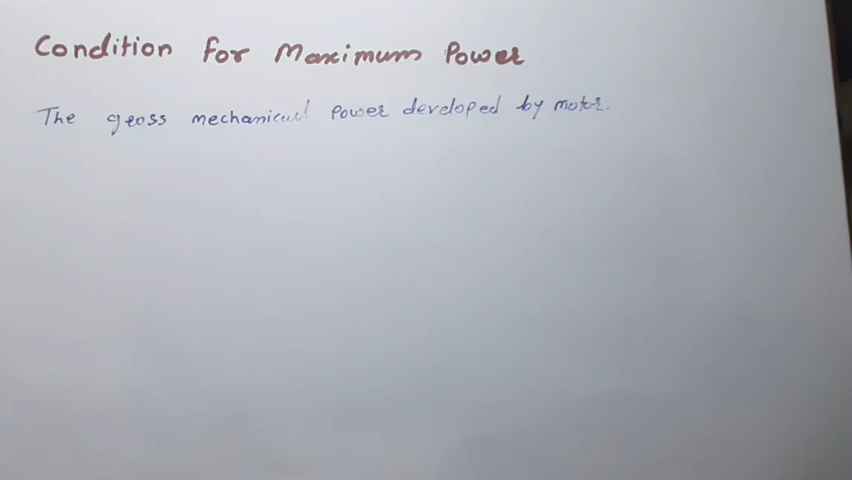 Condition for Maximum Power
The gross mechanical power developed by motor.